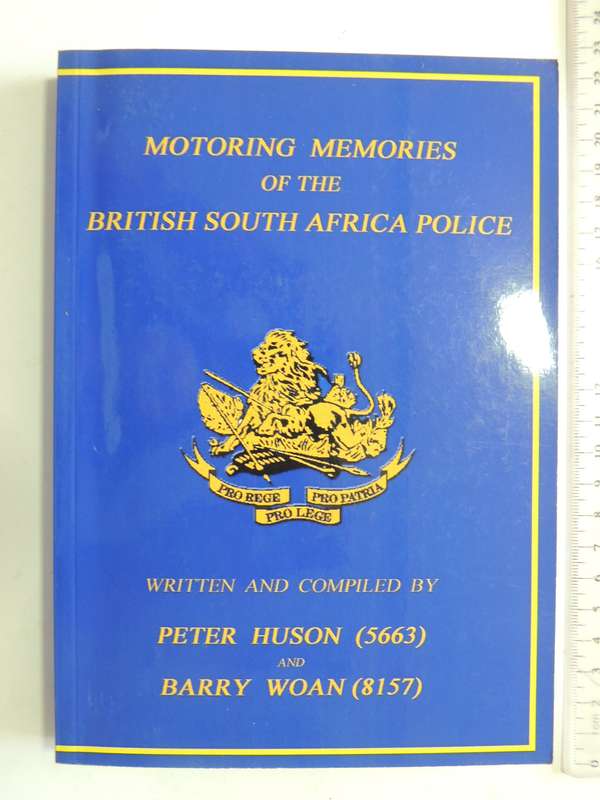 MOTORING MEMORIES
OF THE
BRITISH SOUTH AFRICA POLICE
PRO REGE
PRO LEGE
PRO PATRIA
WRITTEN AND COMPILED BY
PETER HUSON (5663)
AND
BARRY WOAN (8157)